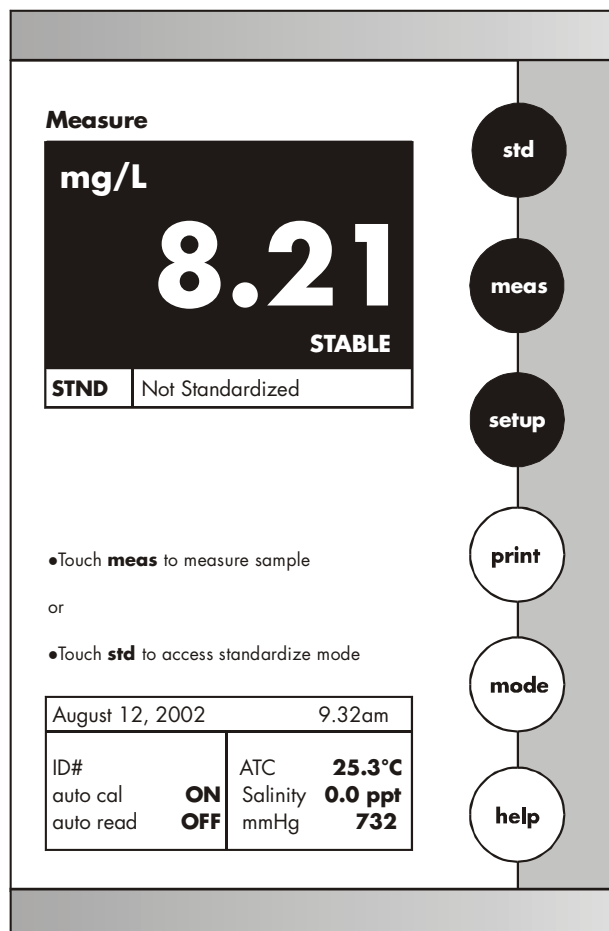 Measure
mg/L
8.21
STABLE
STND Not Standardized
•Touch meas to measure sample
or
•Touch std to access standardize mode
August 12, 2002 9.32am
ID#
auto cal ON
auto read OFF
ATC 25.3°C
Salinity 0.0 ppt
mmHg 732
std
meas
setup
print
mode
help